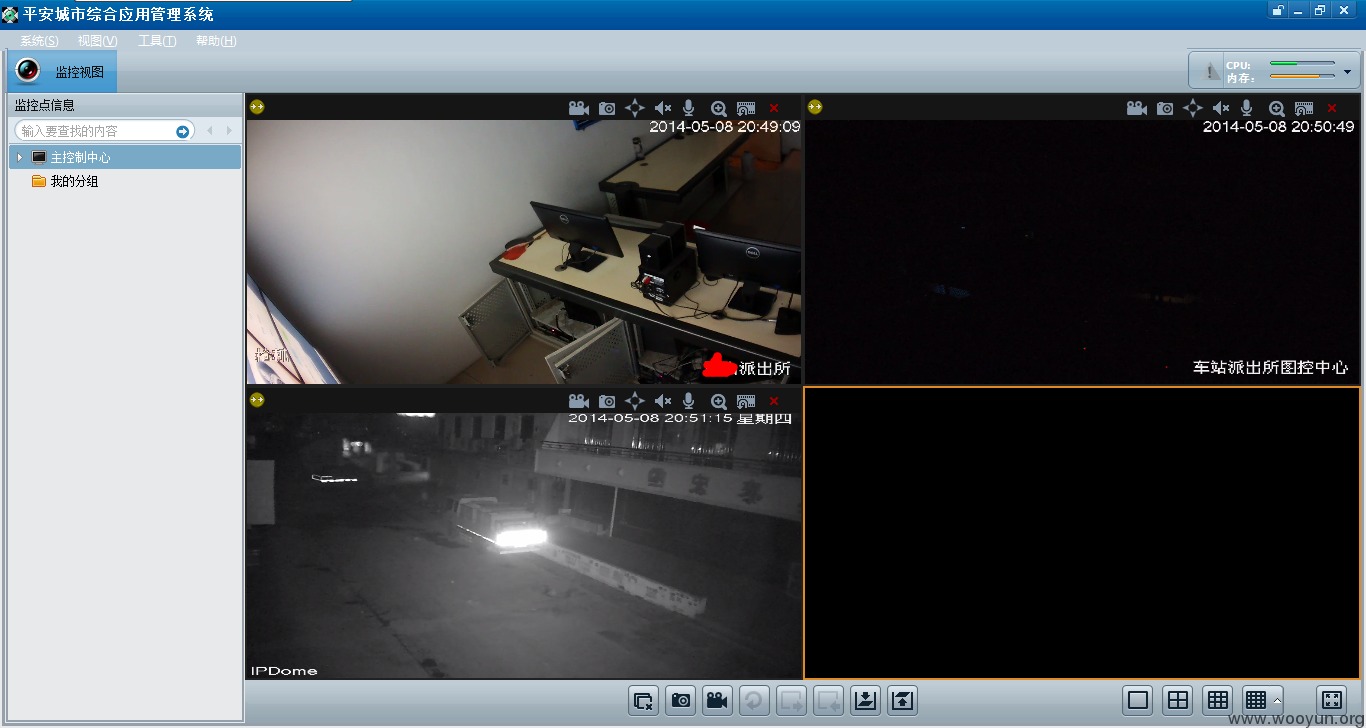 平安城市综合应用管理系统
系统(S) 视图(V) 工具(T) 帮助(H)
监控视图
CPU:
内存:
监控点信息
输入要查找的内容
主控制中心
我的分组
2014-05-08 20:49:09
DELL
DELL
派出所
2014-05-08 20:50:49
车站派出所图控中心
2014-05-08 20:51:15 星期四
IPDome
www.wooyun.org